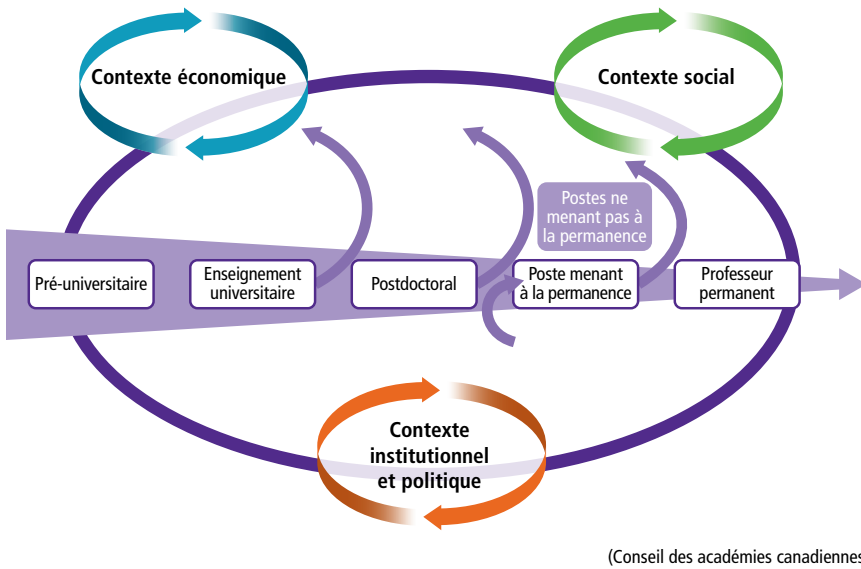 Contexte économique
Contexte social
Postes ne
menant pas à
la permanence
Pré-universitaire
Enseignement
universitaire
Postdoctoral
Poste menant
à la permanence
Professeur
permanent
Contexte
institutionnel
et politique
(Conseil des académies canadiennes